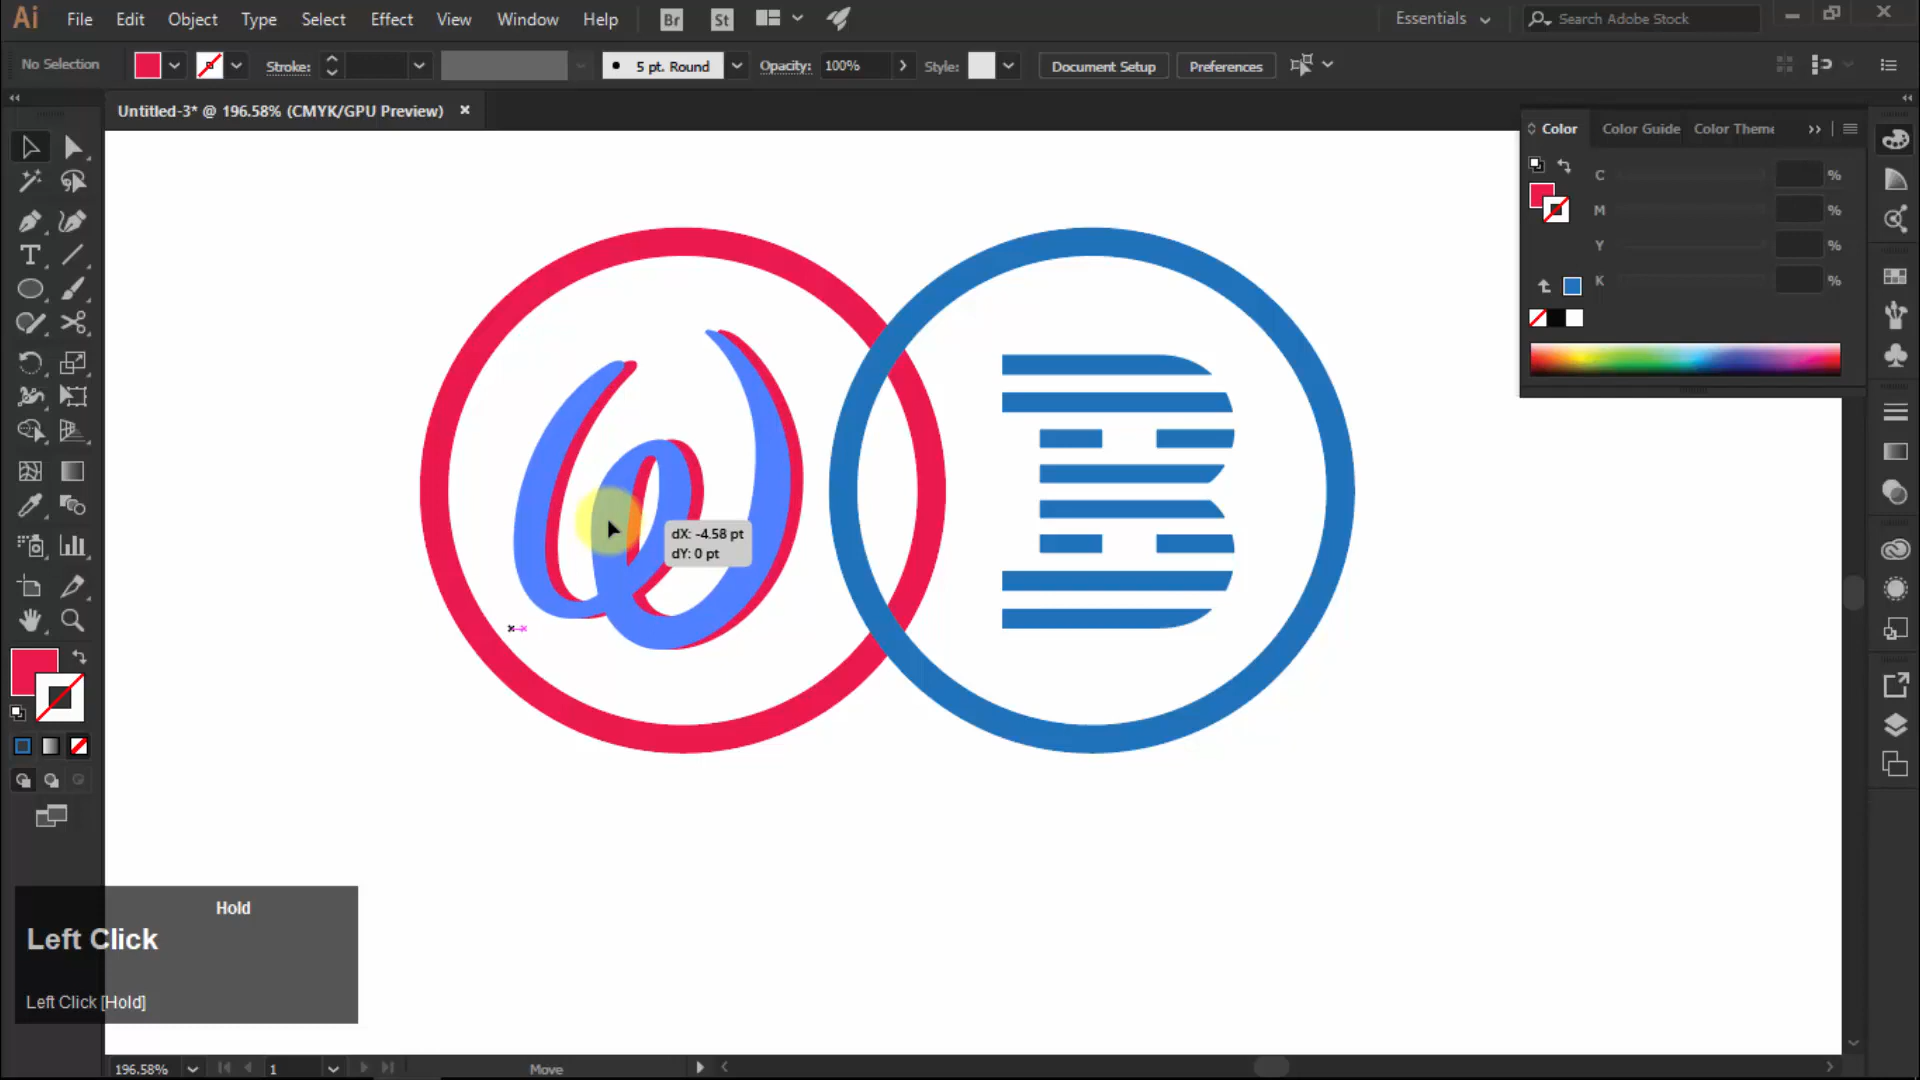 Ai File Edit Object Type Select Effect View Window Help Br St Essentials Search Adobe Stock
No Selection Stroke: 5 pt. Round Opacity: 100% Style: Document Setup Preferences
Untitled-3* @ 196.58% (CMYK/GPU Preview)
Color Color Guide Color Theme
C %
M %
Y %
K %
W B
dX: -4.58 pt
dY: 0 pt
Hold
Left Click
Left Click [Hold]
196.58% 1 Move